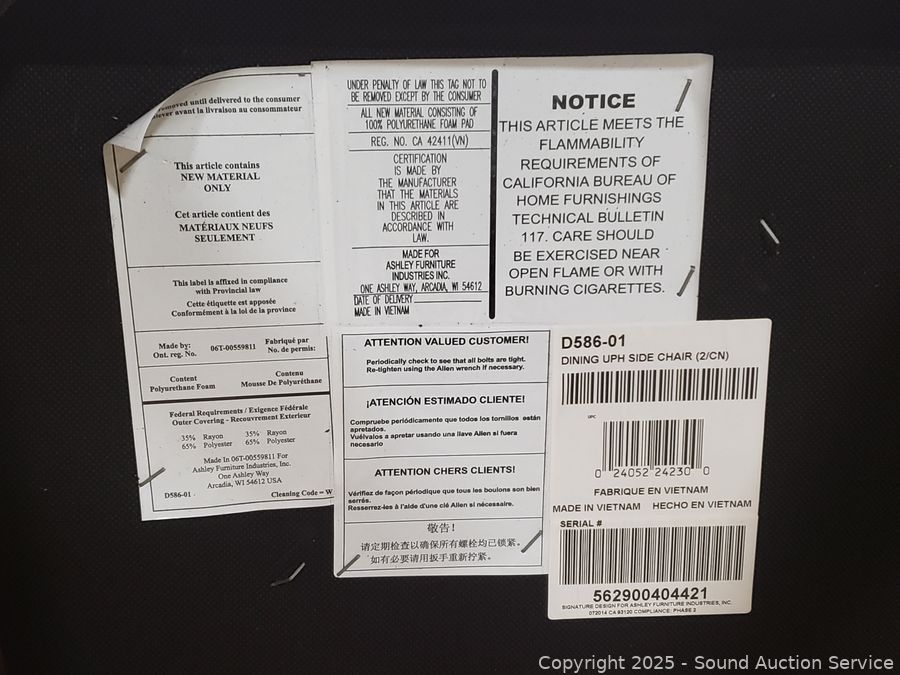 removed until delivered to the consumer
avant la livraison au consommateur
This article contains
NEW MATERIAL
ONLY
Cet article contient des
MATÉRIAUX NEUFS
SEULEMENT
This label is affixed in compliance
with Provincial law
Cette étiquette est apposée
Conformément à la loi de la province
Made by: 06T-00559811 Fabriqué par
Ont. reg. No. No. de permis:
Content Contenu
Polyurethane Foam Mousse De Polyuréthane
Federal Requirements / Exigence Fédérale
Outer Covering - Recouvrement Exterieur
35% Rayon 35% Rayon
65% Polyester 65% Polyester
Made In 06T-00559811 For
Ashley Furniture Industries, Inc.
One Ashley Way
Arcadia, WI 54612 USA
D586-01 Cleaning Code = W
UNDER PENALTY OF LAW THIS TAG NOT TO
BE REMOVED EXCEPT BY THE CONSUMER
ALL NEW MATERIAL CONSISTING OF
100% POLYURETHANE FOAM PAD
REG. NO. CA 42411(VN)
CERTIFICATION
IS MADE BY
THE MANUFACTURER
THAT THE MATERIALS
IN THIS ARTICLE ARE
DESCRIBED IN
ACCORDANCE WITH
LAW.
MADE FOR
ASHLEY FURNITURE
INDUSTRIES INC.
ONE ASHLEY WAY, ARCADIA, WI 54612
DATE OF DELIVERY
MADE IN VIETNAM
NOTICE
THIS ARTICLE MEETS THE
FLAMMABILITY
REQUIREMENTS OF
CALIFORNIA BUREAU OF
HOME FURNISHINGS
TECHNICAL BULLETIN
117. CARE SHOULD
BE EXERCISED NEAR
OPEN FLAME OR WITH
BURNING CIGARETTES.
ATTENTION VALUED CUSTOMER!
Periodically check to see that all bolts are tight.
Re-tighten using the Allen wrench if necessary.
¡ATENCIÓN ESTIMADO CLIENTE!
Compruebe periódicamente que todos los tornillos están
apretados.
Vuélvalos a apretar usando una llave Allen si fuera
necesario
ATTENTION CHERS CLIENTS!
Vérifiez de façon périodique que tous les boulons son bien
serrés.
Resserrez-les à l'aide d'une clé Allen si nécessaire.
敬告!
请定期检查以确保所有螺栓均已锁紧。
如有必要请用扳手重新拧紧。
D586-01
DINING UPH SIDE CHAIR (2/CN)
UPC
0 24052 24230 0
FABRIQUE EN VIETNAM
MADE IN VIETNAM HECHO EN VIETNAM
SERIAL #
562900404421
SIGNATURE DESIGN FOR ASHLEY FURNITURE INDUSTRIES, INC.
072014 CA 93120 COMPLIANCE: PHASE 2
Copyright 2025 - Sound Auction Service